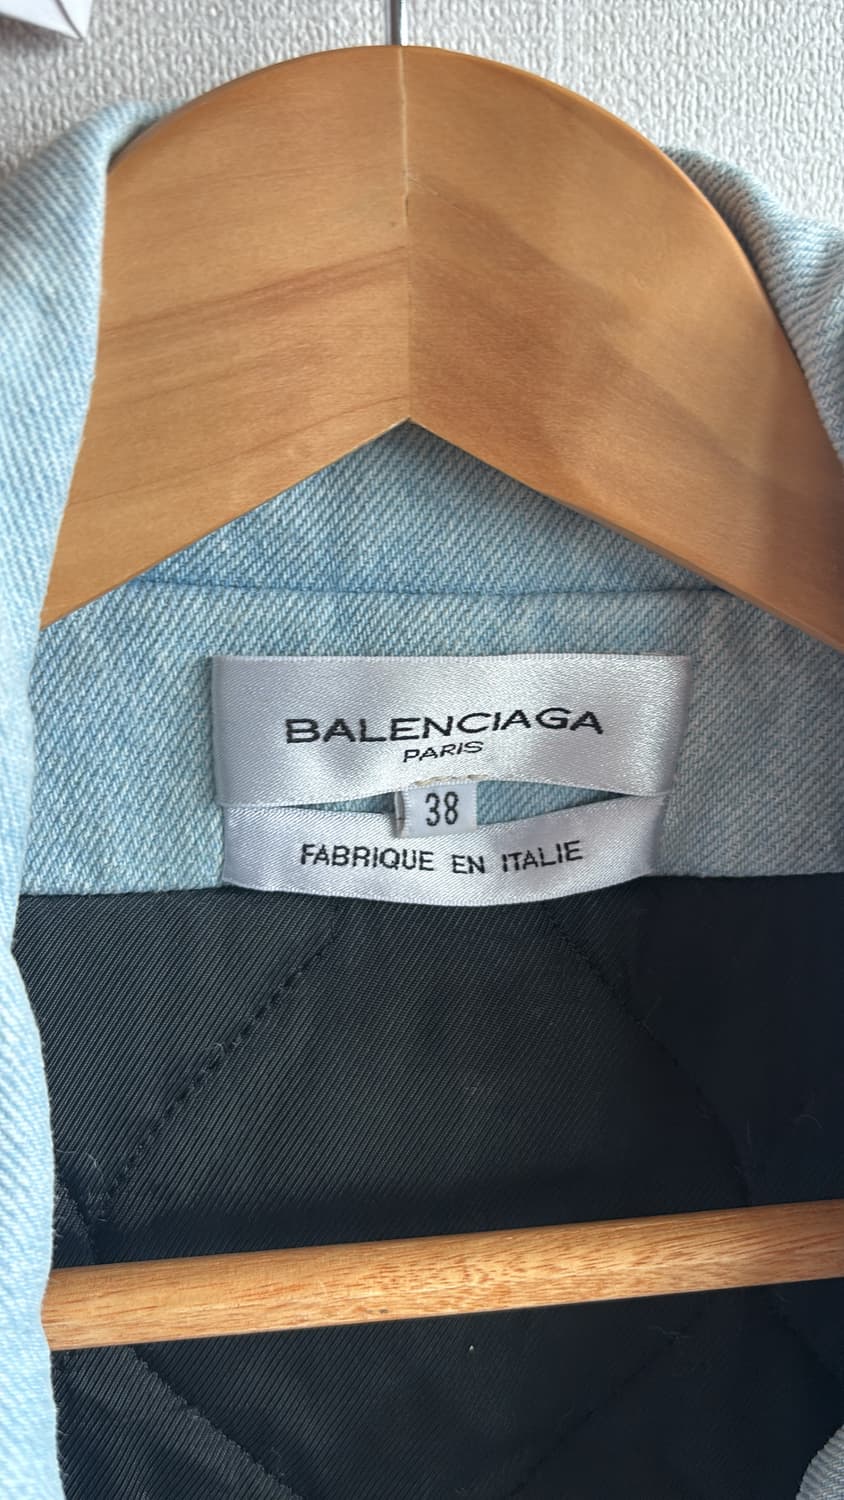 BALENCIAGA
PARIS
38
FABRIQUE EN ITALIE